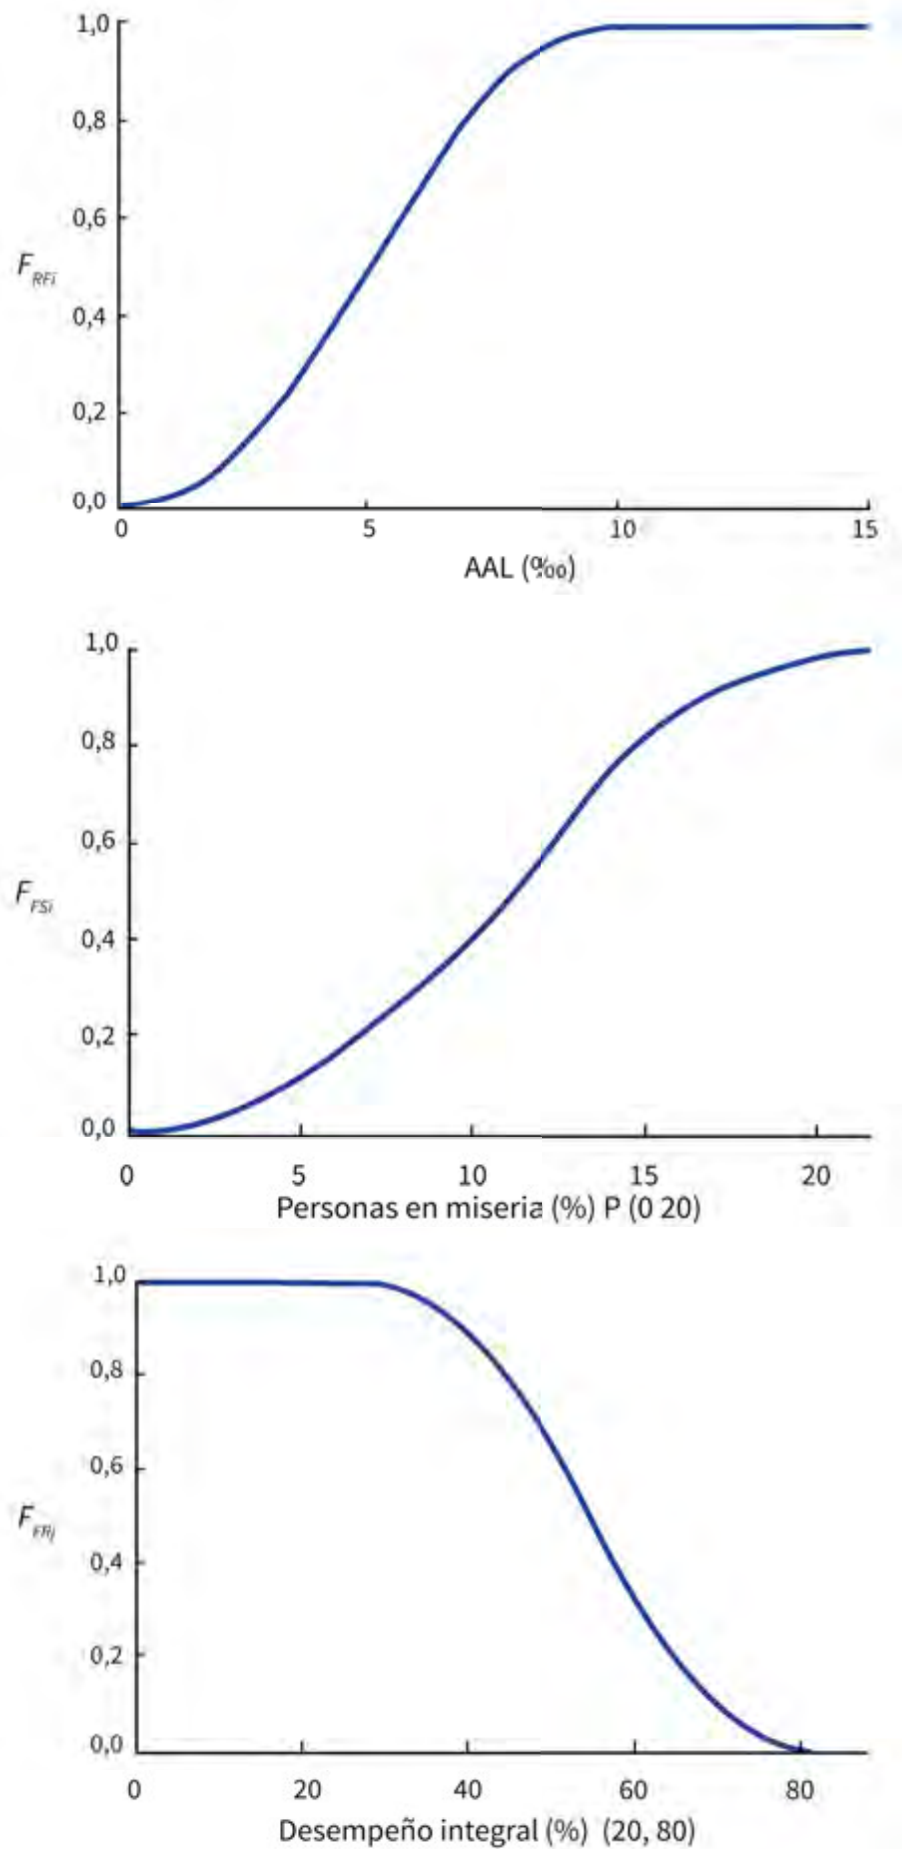 1,0
0,8
0,6
F RFi
0,4
0,2
0,0
0 5 10 15
AAL (‰)
1,0
0,8
0,6
F FSi
0,4
0,2
0,0
0 5 10 15 20
Personas en miseria (%) P (0 20)
1,0
0,8
0,6
F FRj
0,4
0,2
0,0
0 20 40 60 80
Desempeño integral (%) (20, 80)